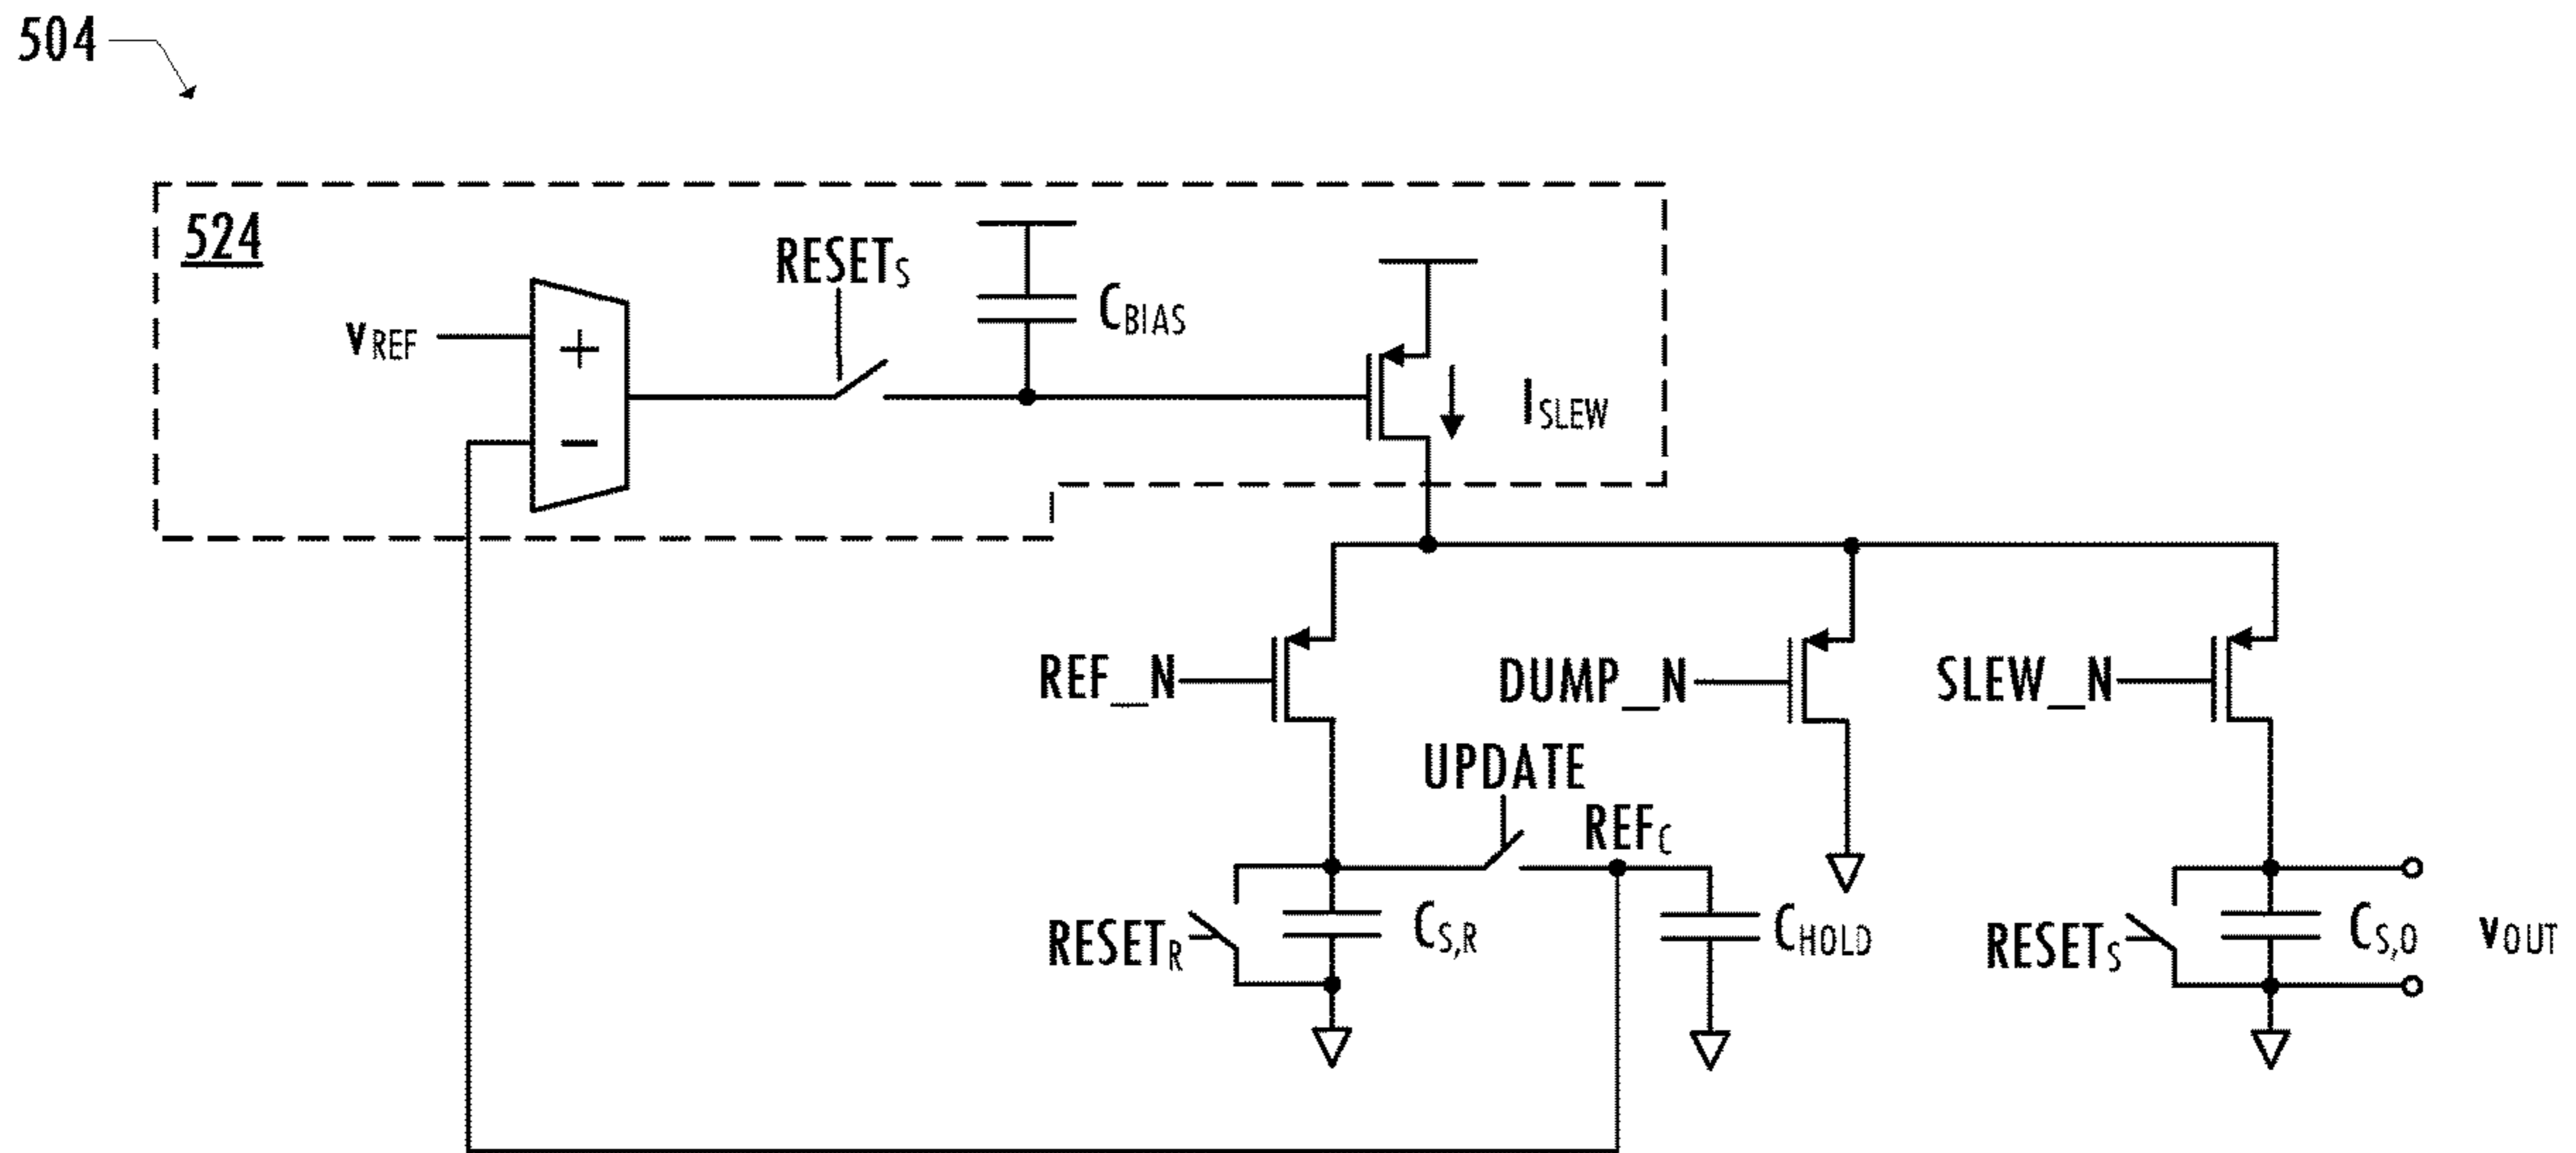 504
524
RESETS
CBIAS
vREF
+
−
ISLEW
REF_N
DUMP_N
SLEW_N
UPDATE
REFC
RESETR
CS,R
CHOLD
RESETS
CS,O
vOUT